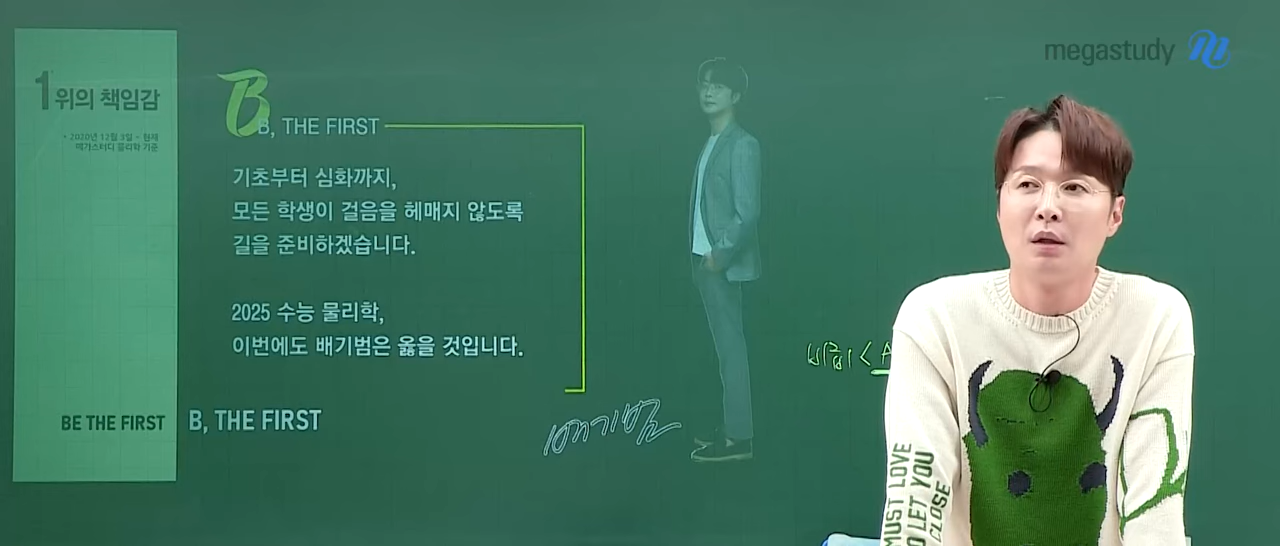 megastudy
1위의 책임감
* 2020년 12월 3일 ~ 현재
메가스터디 물리학 기준
B
B, THE FIRST
기초부터 심화까지,
모든 학생이 걸음을 헤매지 않도록
길을 준비하겠습니다.
2025 수능 물리학,
이번에도 배기범은 옳을 것입니다.
BE THE FIRST
B, THE FIRST
배기범
비급 < A
MUST LOVE
O LET YOU
CLOSE